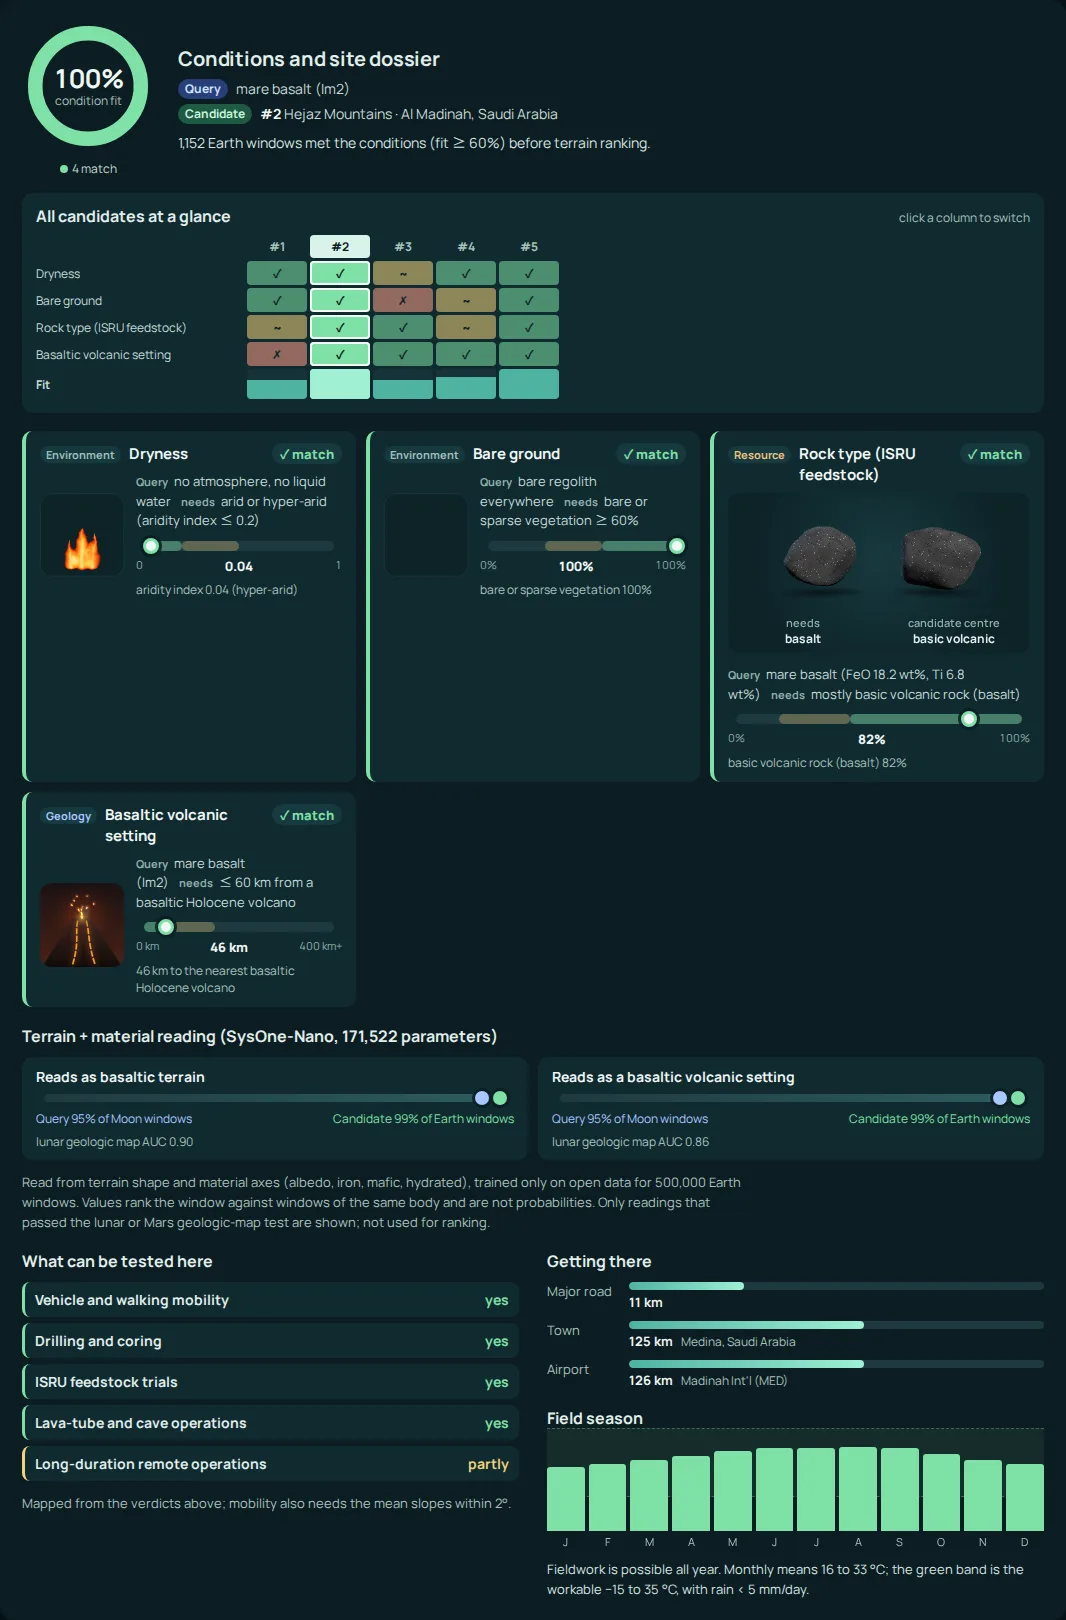 100%
condition fit
4 match
Conditions and site dossier
Query mare basalt (Im2)
Candidate #2 Hejaz Mountains · Al Madinah, Saudi Arabia
1,152 Earth windows met the conditions (fit ≥ 60%) before terrain ranking.
All candidates at a glance
click a column to switch
#1 #2 #3 #4 #5
Dryness ✓ ✓ ~ ✓ ✓
Bare ground ✓ ✓ ✗ ~ ✓
Rock type (ISRU feedstock) ~ ✓ ✓ ~ ✓
Basaltic volcanic setting ✗ ✓ ✓ ✓ ✓
Fit
Environment Dryness ✓ match
Query no atmosphere, no liquid
water needs arid or hyper-arid
(aridity index ≤ 0.2)
0 0.04 1
aridity index 0.04 (hyper-arid)
Environment Bare ground ✓ match
Query bare regolith
everywhere needs bare or
sparse vegetation ≥ 60%
0% 100% 100%
bare or sparse vegetation 100%
Resource Rock type (ISRU
feedstock) ✓ match
needs
basalt
candidate centre
basic volcanic
Query mare basalt (FeO 18.2 wt%, Ti 6.8
wt%) needs mostly basic volcanic rock (basalt)
0% 82% 100%
basic volcanic rock (basalt) 82%
Geology Basaltic volcanic
setting ✓ match
Query mare basalt
(Im2) needs ≤ 60 km from a
basaltic Holocene volcano
0 km 46 km 400 km+
46 km to the nearest basaltic
Holocene volcano
Terrain + material reading (SysOne-Nano, 171,522 parameters)
Reads as basaltic terrain
Query 95% of Moon windows Candidate 99% of Earth windows
lunar geologic map AUC 0.90
Reads as a basaltic volcanic setting
Query 95% of Moon windows Candidate 99% of Earth windows
lunar geologic map AUC 0.86
Read from terrain shape and material axes (albedo, iron, mafic, hydrated), trained only on open data for 500,000 Earth
windows. Values rank the window against windows of the same body and are not probabilities. Only readings that
passed the lunar or Mars geologic-map test are shown; not used for ranking.
What can be tested here
Vehicle and walking mobility yes
Drilling and coring yes
ISRU feedstock trials yes
Lava-tube and cave operations yes
Long-duration remote operations partly
Mapped from the verdicts above; mobility also needs the mean slopes within 2°.
Getting there
Major road
11 km
Town
125 km Medina, Saudi Arabia
Airport
126 km Madinah Int'l (MED)
Field season
J F M A M J J A S O N D
Fieldwork is possible all year. Monthly means 16 to 33 °C; the green band is the
workable −15 to 35 °C, with rain < 5 mm/day.